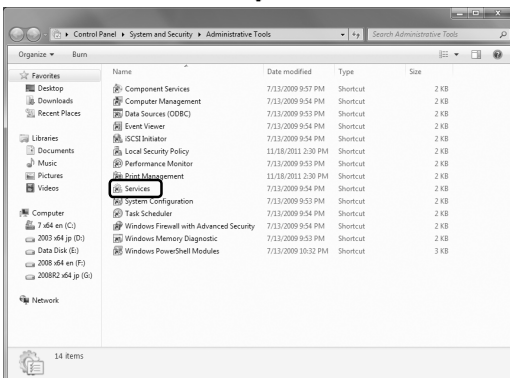 Control Panel ▸ System and Security ▸ Administrative Tools
Search Administrative Tools
Organize ▾ Burn
Favorites
Desktop
Downloads
Recent Places
Libraries
Documents
Music
Pictures
Videos
Computer
7 x64 en (C:)
2003 x64 jp (D:)
Data Disk (E:)
2008 x64 en (F:)
2008R2 x64 jp (G:)
Network
Name Date modified Type Size
Component Services 7/13/2009 9:57 PM Shortcut 2 KB
Computer Management 7/13/2009 9:54 PM Shortcut 2 KB
Data Sources (ODBC) 7/13/2009 9:53 PM Shortcut 2 KB
Event Viewer 7/13/2009 9:54 PM Shortcut 2 KB
iSCSI Initiator 7/13/2009 9:54 PM Shortcut 2 KB
Local Security Policy 11/18/2011 2:30 PM Shortcut 2 KB
Performance Monitor 7/13/2009 9:53 PM Shortcut 2 KB
Print Management 11/18/2011 2:30 PM Shortcut 2 KB
Services 7/13/2009 9:54 PM Shortcut 2 KB
System Configuration 7/13/2009 9:53 PM Shortcut 2 KB
Task Scheduler 7/13/2009 9:54 PM Shortcut 2 KB
Windows Firewall with Advanced Security 7/13/2009 9:54 PM Shortcut 2 KB
Windows Memory Diagnostic 7/13/2009 9:53 PM Shortcut 2 KB
Windows PowerShell Modules 7/13/2009 10:32 PM Shortcut 3 KB
14 items